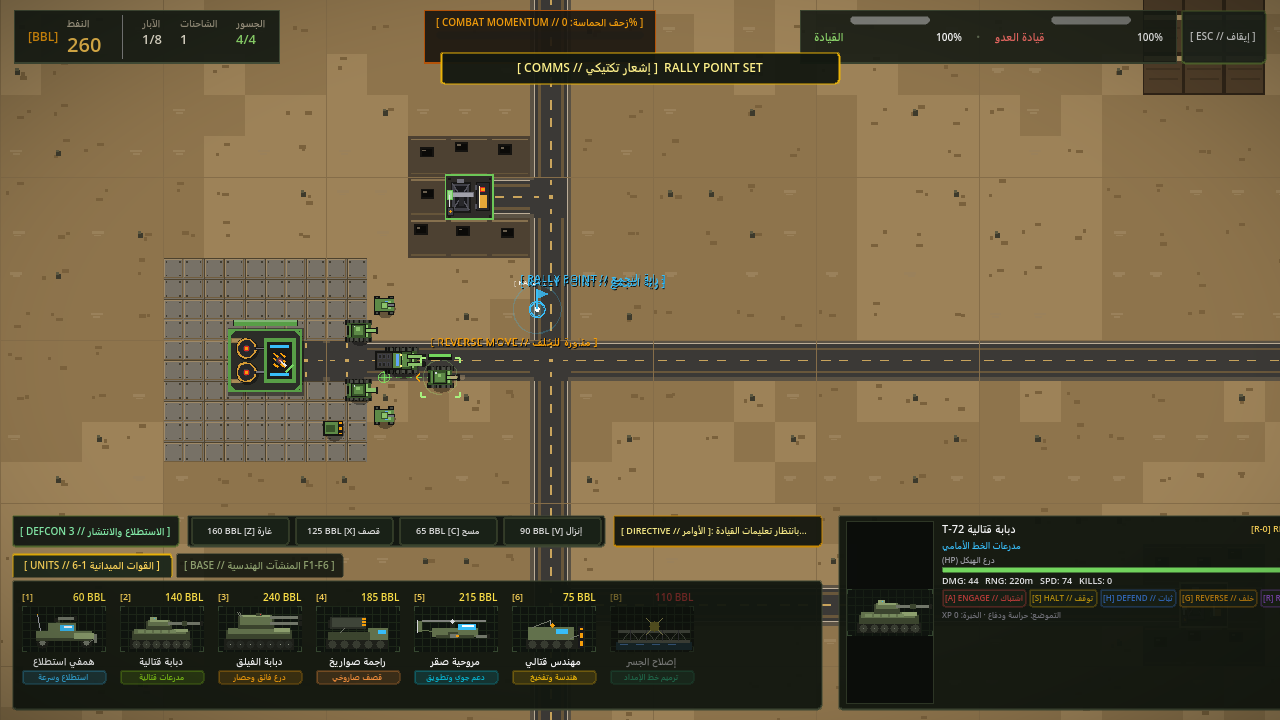 النفط
[BBL] 260
الآبار
1/8
الشاحنات
1
الجسور
4/4
[ COMBAT MOMENTUM // زحف الحماسة: 0% ]
[ COMMS // إشعار تكتيكي ] RALLY POINT SET
القيادة
100%
قيادة العدو
100%
[ ESC // إيقاف ]
[ RALLY POINT // راية التجمع ]
[ REVERSE MOVE // مناورة للخلف ]
[ DEFCON 3 // الاستطلاع والانتشار ]
160 BBL [Z] غارة
125 BBL [X] قصف
65 BBL [C] مسح
90 BBL [V] إنزال
[ DIRECTIVE // الأوامر ]: بانتظار تعليمات القيادة...
[ UNITS // القوات الميدانية 1-6 ]
[ BASE // المنشآت الهندسية F1-F6 ]
[1] 60 BBL
همفي استطلاع
استطلاع وسرعة
[2] 140 BBL
دبابة قتالية
مدرعات قتالية
[3] 240 BBL
دبابة الفيلق
درع فائق وحصار
[4] 185 BBL
راجمة صواريخ
قصف صاروخي
[5] 215 BBL
مروحية صقر
دعم جوي وتطويق
[6] 75 BBL
مهندس قتالي
هندسة وتفخيخ
[B] 110 BBL
إصلاح الجسر
ترميم خط الإمداد
دبابة قتالية T-72
[R-0]
مدرعات الخط الأمامي
درع الهيكل (HP)
DMG: 44 RNG: 220m SPD: 74 KILLS: 0
[A] ENGAGE // اشتباك
[S] HALT // توقف
[H] DEFEND // ثبات
[G] REVERSE // خلف
التموضع: حراسة ودفاع · الخبرة: 0 XP